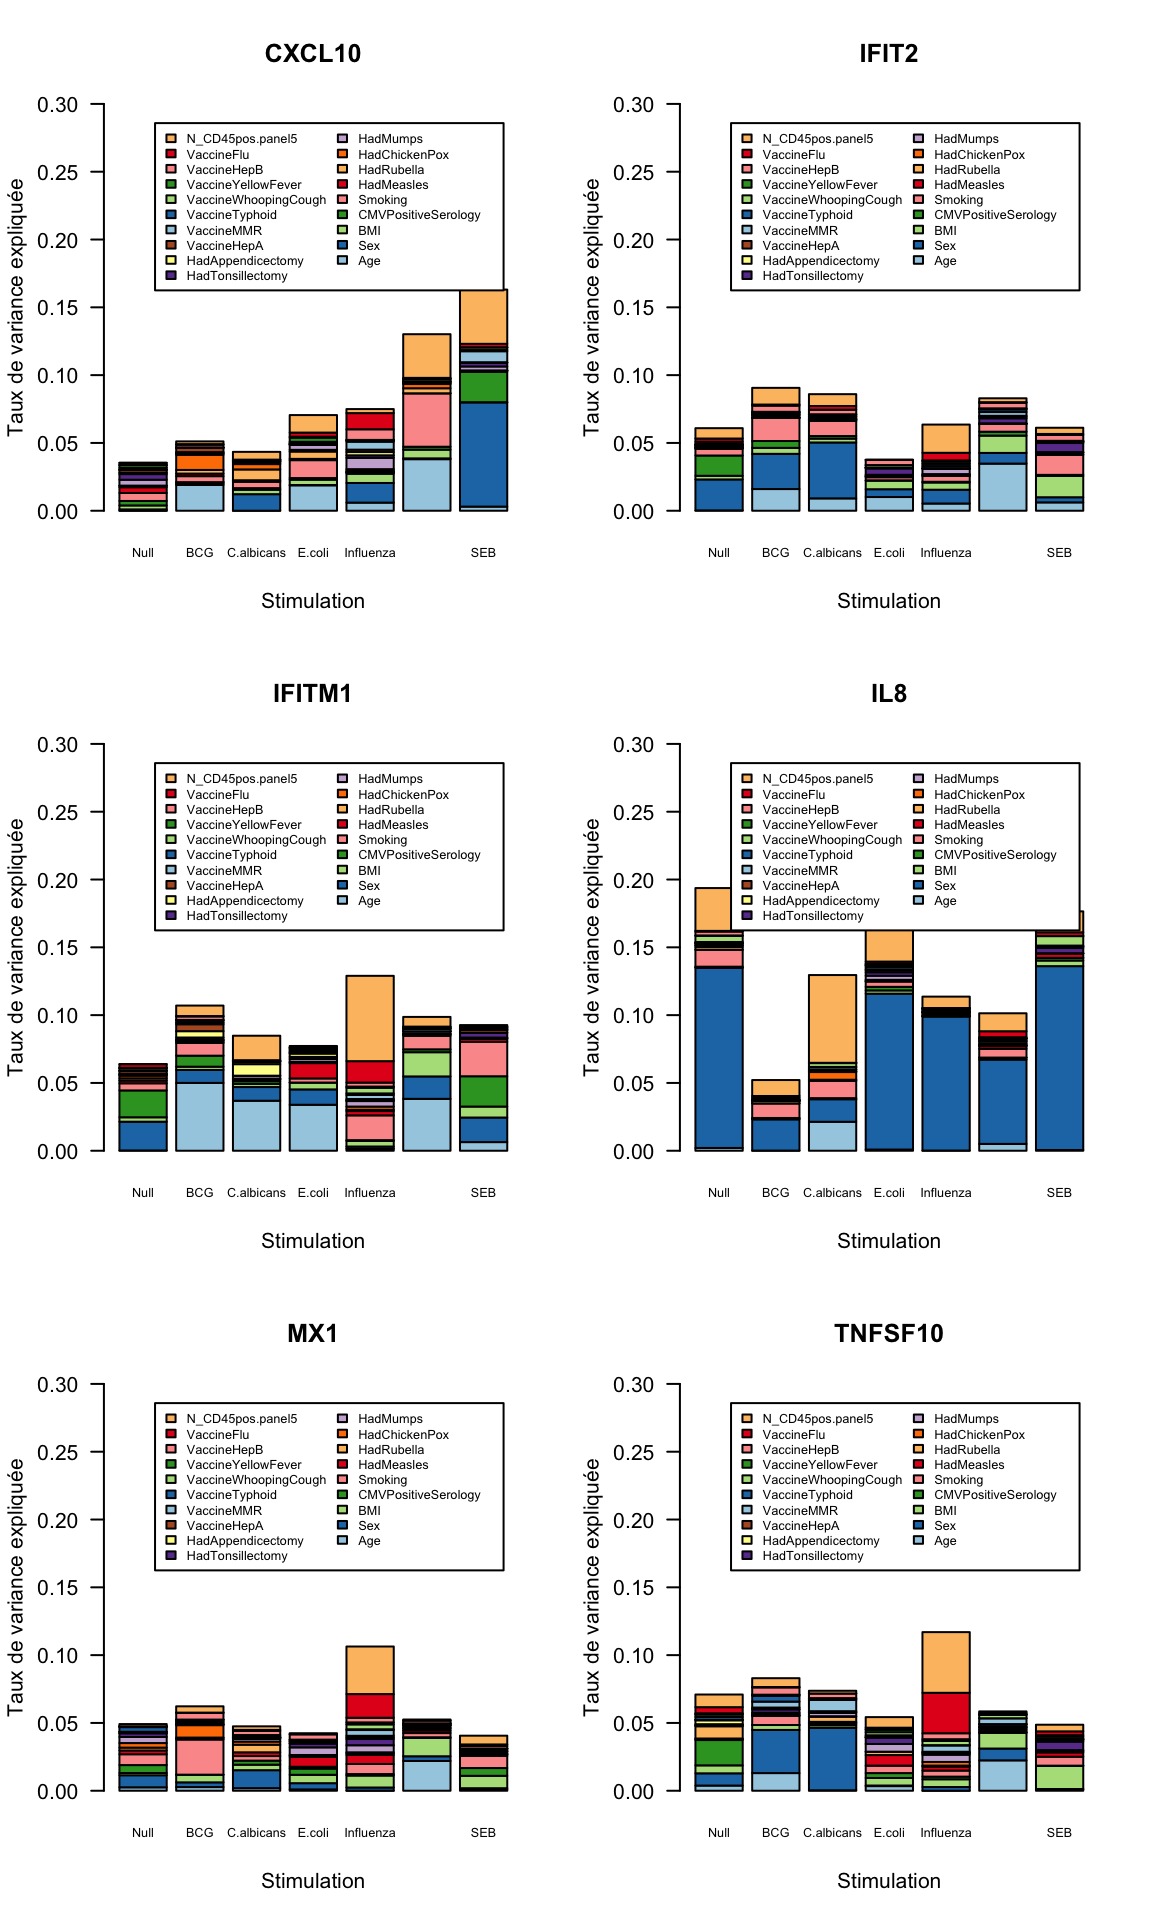 CXCL10
0.30
0.25
0.20
0.15
0.10
0.05
0.00
Taux de variance expliquée
N_CD45pos.panel5 HadMumps
VaccineFlu HadChickenPox
VaccineHepB HadRubella
VaccineYellowFever HadMeasles
VaccineWhoopingCough Smoking
VaccineTyphoid CMVPositiveSerology
VaccineMMR BMI
VaccineHepA Sex
HadAppendicectomy Age
HadTonsillectomy
Null BCG C.albicans E.coli Influenza SEB
Stimulation
IFIT2
0.30
0.25
0.20
0.15
0.10
0.05
0.00
Taux de variance expliquée
N_CD45pos.panel5 HadMumps
VaccineFlu HadChickenPox
VaccineHepB HadRubella
VaccineYellowFever HadMeasles
VaccineWhoopingCough Smoking
VaccineTyphoid CMVPositiveSerology
VaccineMMR BMI
VaccineHepA Sex
HadAppendicectomy Age
HadTonsillectomy
Null BCG C.albicans E.coli Influenza SEB
Stimulation
IFITM1
0.30
0.25
0.20
0.15
0.10
0.05
0.00
Taux de variance expliquée
N_CD45pos.panel5 HadMumps
VaccineFlu HadChickenPox
VaccineHepB HadRubella
VaccineYellowFever HadMeasles
VaccineWhoopingCough Smoking
VaccineTyphoid CMVPositiveSerology
VaccineMMR BMI
VaccineHepA Sex
HadAppendicectomy Age
HadTonsillectomy
Null BCG C.albicans E.coli Influenza SEB
Stimulation
IL8
0.30
0.25
0.20
0.15
0.10
0.05
0.00
Taux de variance expliquée
N_CD45pos.panel5 HadMumps
VaccineFlu HadChickenPox
VaccineHepB HadRubella
VaccineYellowFever HadMeasles
VaccineWhoopingCough Smoking
VaccineTyphoid CMVPositiveSerology
VaccineMMR BMI
VaccineHepA Sex
HadAppendicectomy Age
HadTonsillectomy
Null BCG C.albicans E.coli Influenza SEB
Stimulation
MX1
0.30
0.25
0.20
0.15
0.10
0.05
0.00
Taux de variance expliquée
N_CD45pos.panel5 HadMumps
VaccineFlu HadChickenPox
VaccineHepB HadRubella
VaccineYellowFever HadMeasles
VaccineWhoopingCough Smoking
VaccineTyphoid CMVPositiveSerology
VaccineMMR BMI
VaccineHepA Sex
HadAppendicectomy Age
HadTonsillectomy
Null BCG C.albicans E.coli Influenza SEB
Stimulation
TNFSF10
0.30
0.25
0.20
0.15
0.10
0.05
0.00
Taux de variance expliquée
N_CD45pos.panel5 HadMumps
VaccineFlu HadChickenPox
VaccineHepB HadRubella
VaccineYellowFever HadMeasles
VaccineWhoopingCough Smoking
VaccineTyphoid CMVPositiveSerology
VaccineMMR BMI
VaccineHepA Sex
HadAppendicectomy Age
HadTonsillectomy
Null BCG C.albicans E.coli Influenza SEB
Stimulation